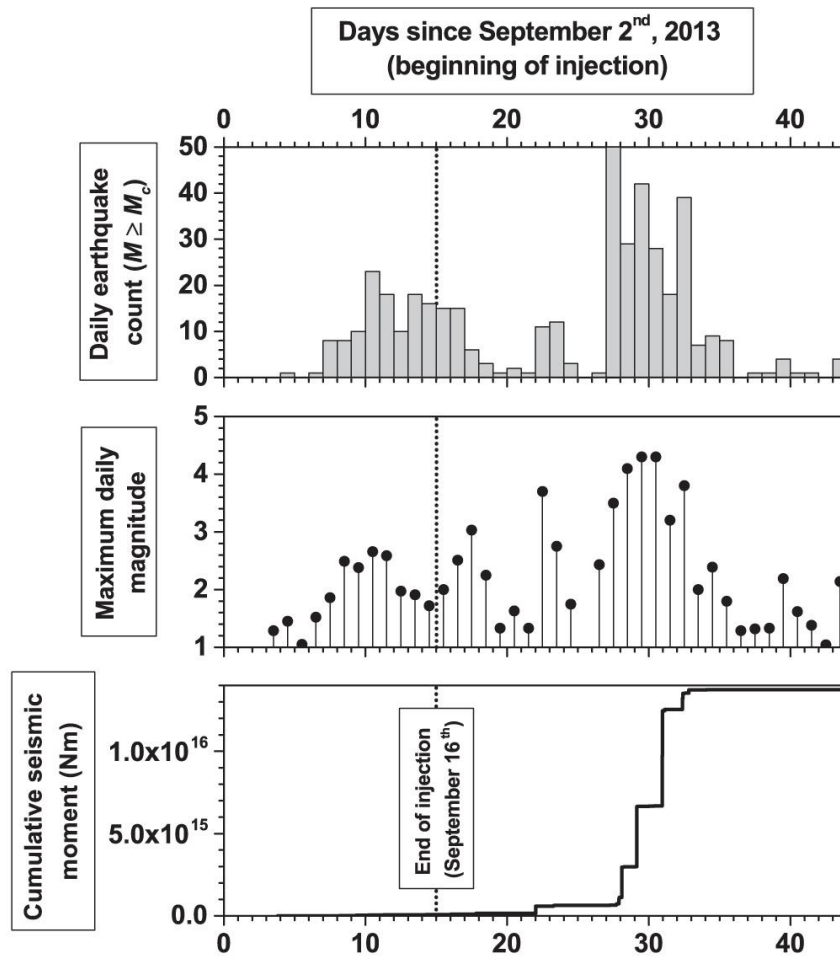 Days since September 2nd, 2013
(beginning of injection)
0 10 20 30 40
Daily earthquake
count (M ≥ Mc)
50
40
30
20
10
0
Maximum daily
magnitude
5
4
3
2
1
Cumulative seismic
moment (Nm)
1.0x10^16
5.0x10^15
0.0
End of injection
(September 16th)
0 10 20 30 40